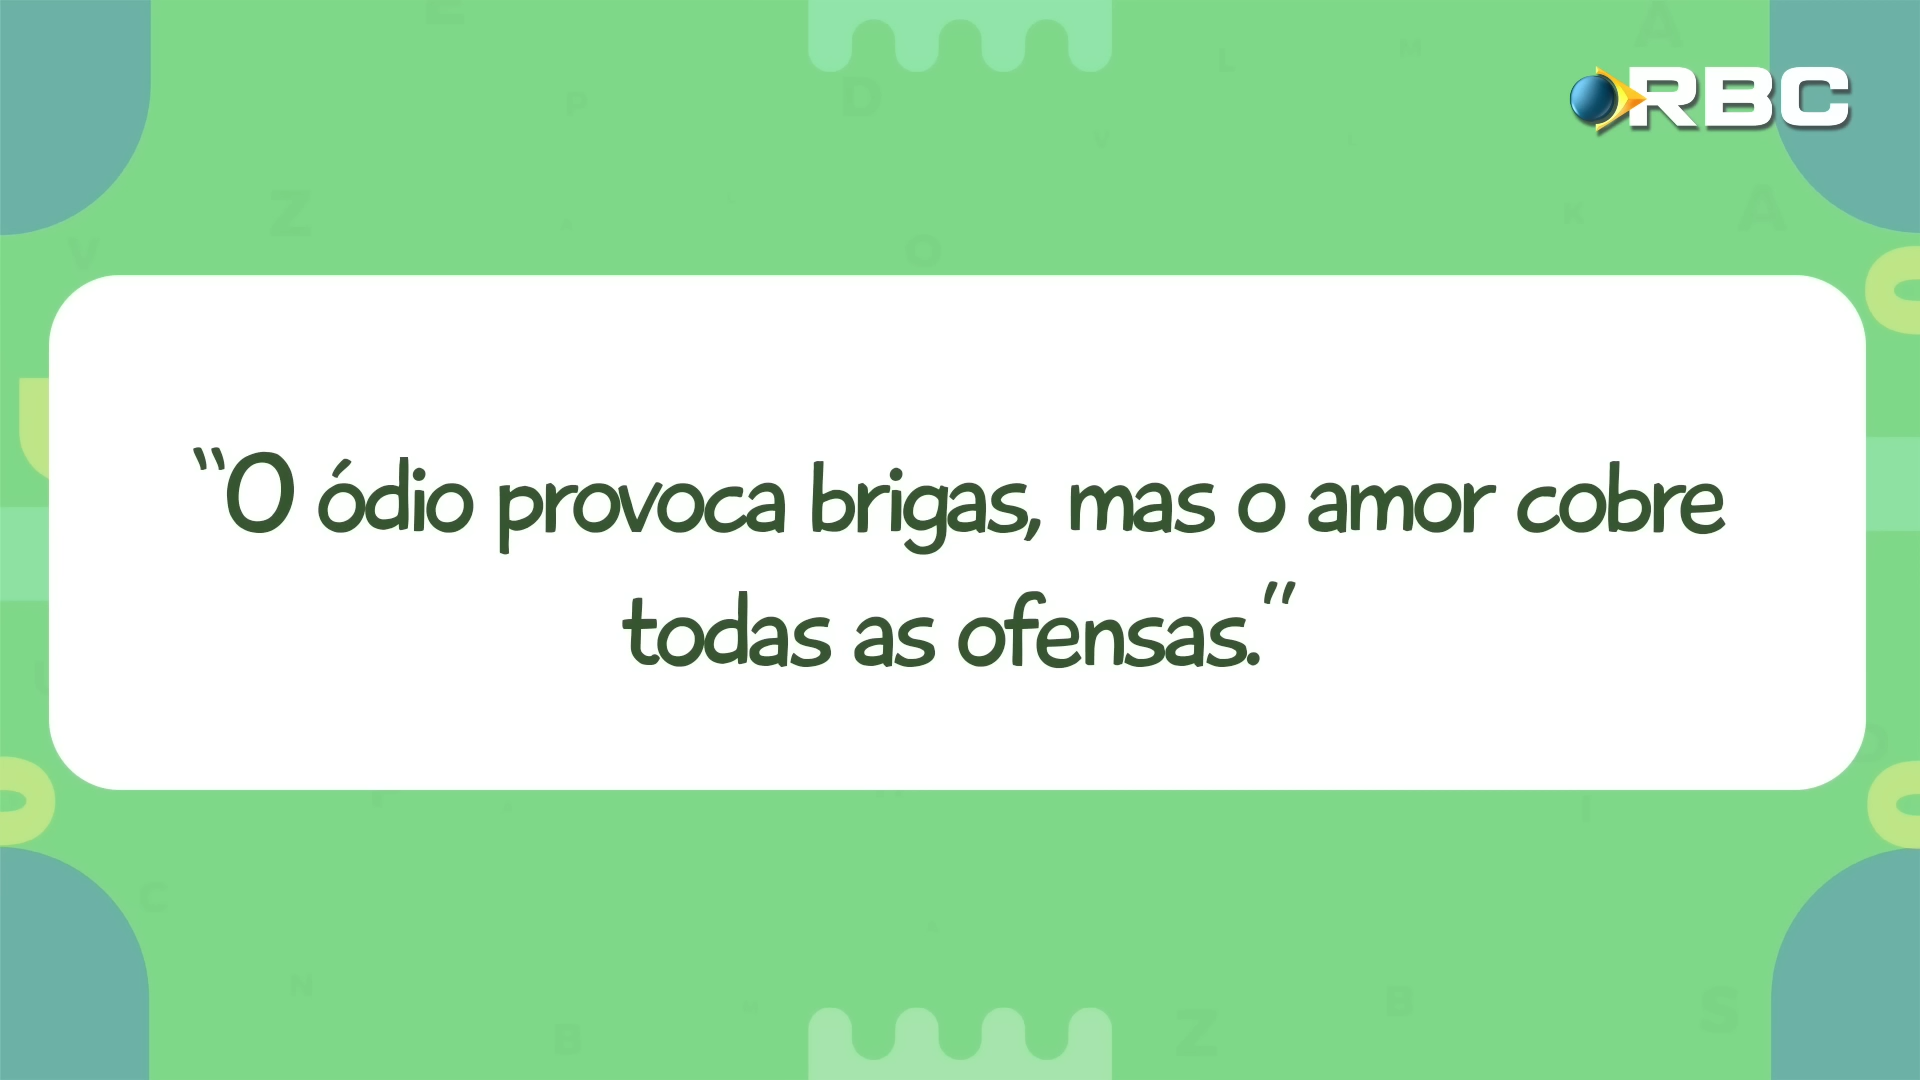 RBC
“O ódio provoca brigas, mas o amor cobre
todas as ofensas.”